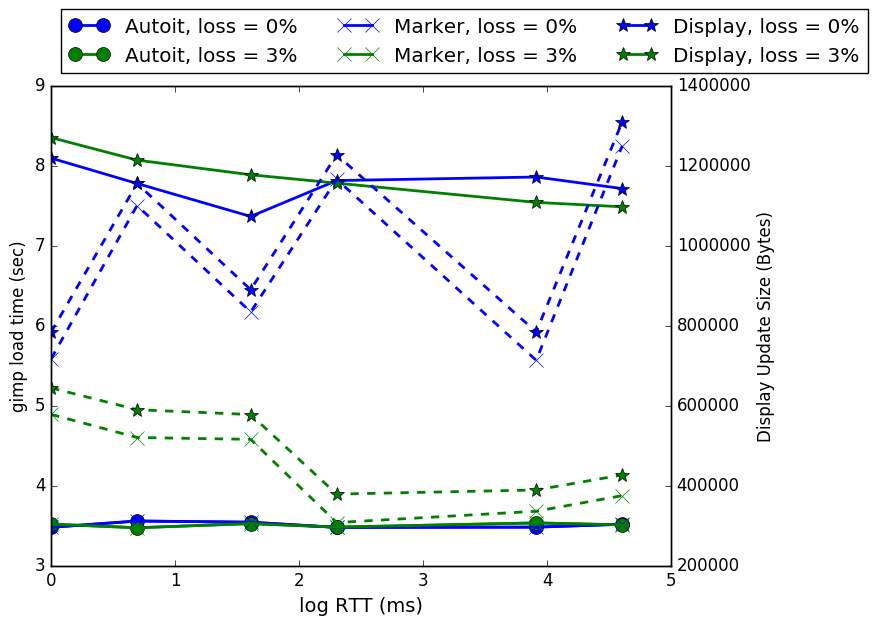 Autoit, loss = 0% Marker, loss = 0% Display, loss = 0%
Autoit, loss = 3% Marker, loss = 3% Display, loss = 3%
9 1400000
8 1200000
7 1000000
6 800000
5 600000
4 400000
3 200000
gimp load time (sec)
Display Update Size (Bytes)
0 1 2 3 4 5
log RTT (ms)